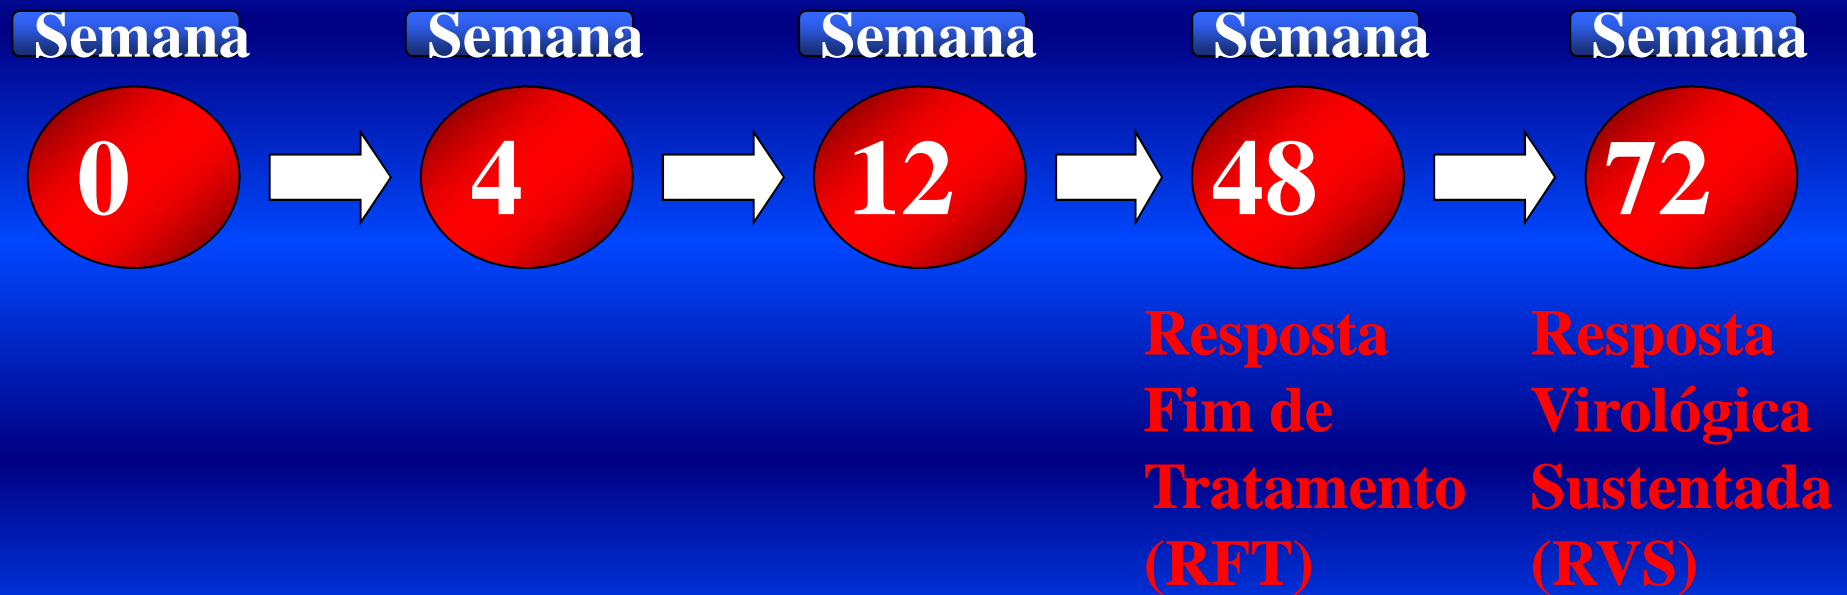 Semana Semana Semana Semana Semana
0 4 12 48 72
Resposta
Fim de
Tratamento
(RFT)
Resposta
Virológica
Sustentada
(RVS)